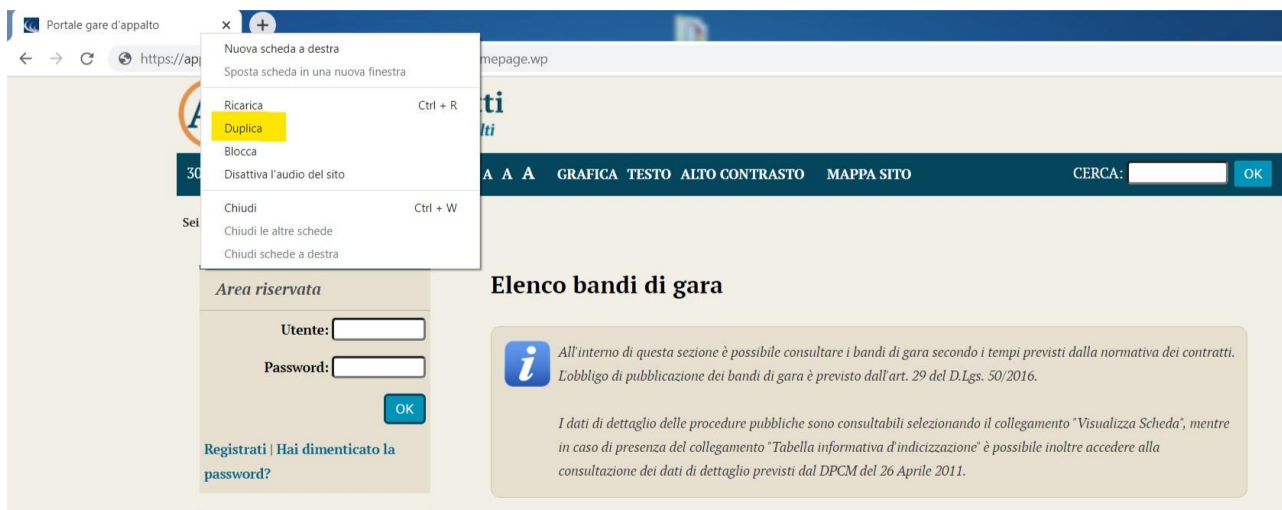 Portale gare d'appalto
https://app
mepage.wp
Nuova scheda a destra
Sposta scheda in una nuova finestra
Ricarica Ctrl + R
Duplica
Blocca
Disattiva l'audio del sito
Chiudi Ctrl + W
Chiudi le altre schede
Chiudi schede a destra
A
tti
lti
30
A A A GRAFICA TESTO ALTO CONTRASTO MAPPA SITO CERCA: OK
Sei
Area riservata
Utente:
Password:
OK
Registrati | Hai dimenticato la
password?
Elenco bandi di gara
All'interno di questa sezione è possibile consultare i bandi di gara secondo i tempi previsti dalla normativa dei contratti.
L'obbligo di pubblicazione dei bandi di gara è previsto dall'art. 29 del D.Lgs. 50/2016.
I dati di dettaglio delle procedure pubbliche sono consultabili selezionando il collegamento "Visualizza Scheda", mentre
in caso di presenza del collegamento "Tabella informativa d'indicizzazione" è possibile inoltre accedere alla
consultazione dei dati di dettaglio previsti dal DPCM del 26 Aprile 2011.